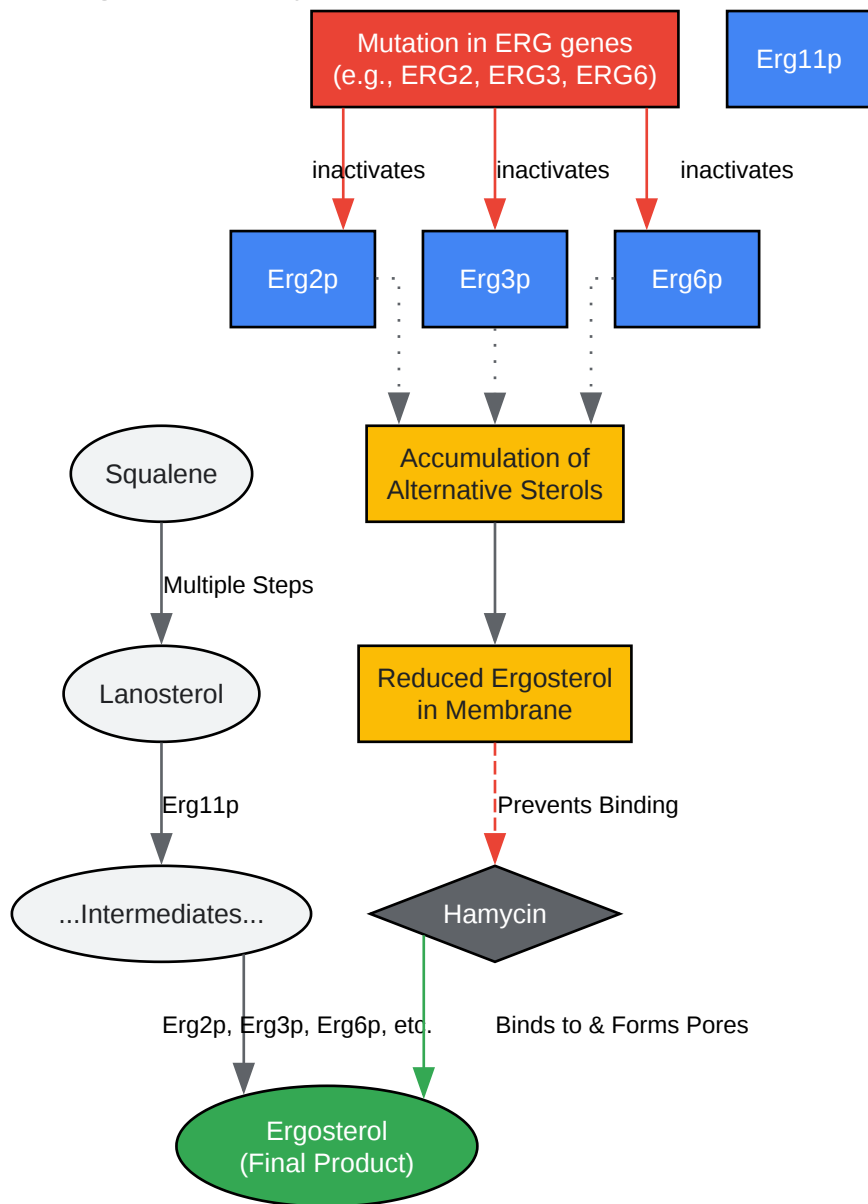 Mutation in ERG genes
(e.g., ERG2, ERG3, ERG6)
Erg11p
inactivates
inactivates
inactivates
Erg2p
Erg3p
Erg6p
Squalene
Accumulation of
Alternative Sterols
Multiple Steps
Lanosterol
Reduced Ergosterol
in Membrane
Erg11p
Prevents Binding
...Intermediates...
Hamycin
Erg2p, Erg3p, Erg6p, etc.
Binds to & Forms Pores
Ergosterol
(Final Product)